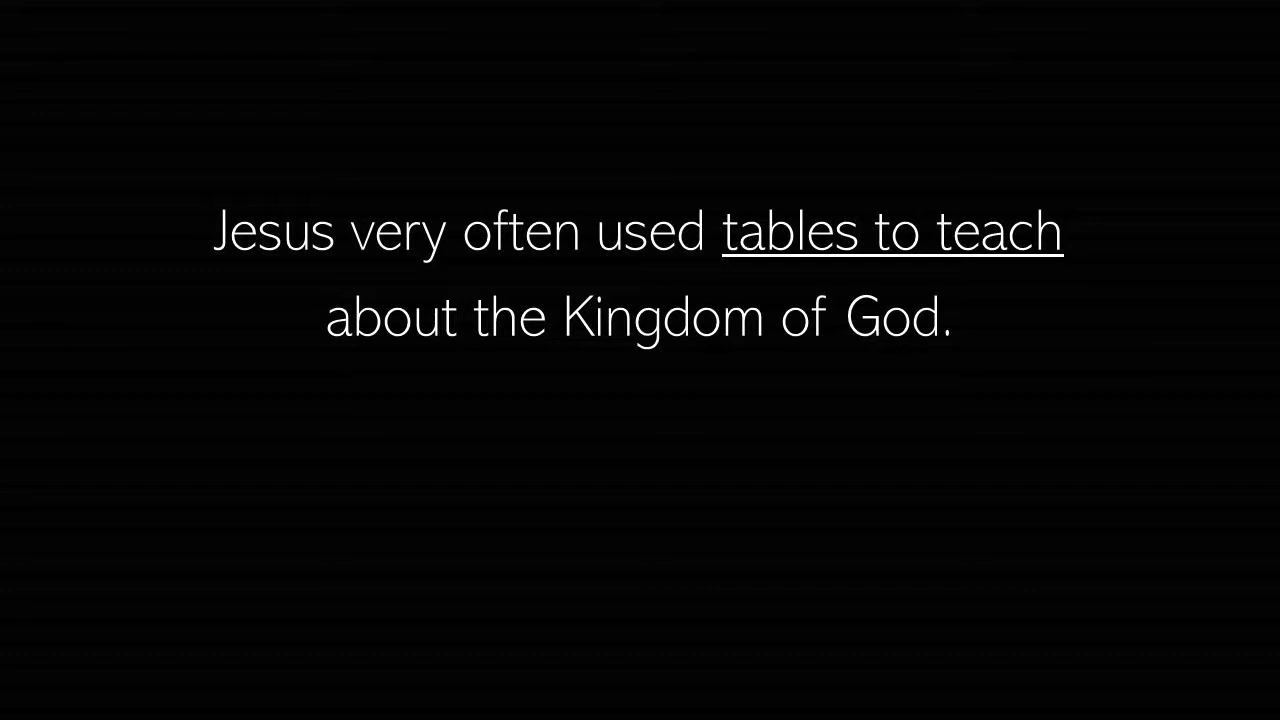 Jesus very often used tables to teach
about the Kingdom of God.